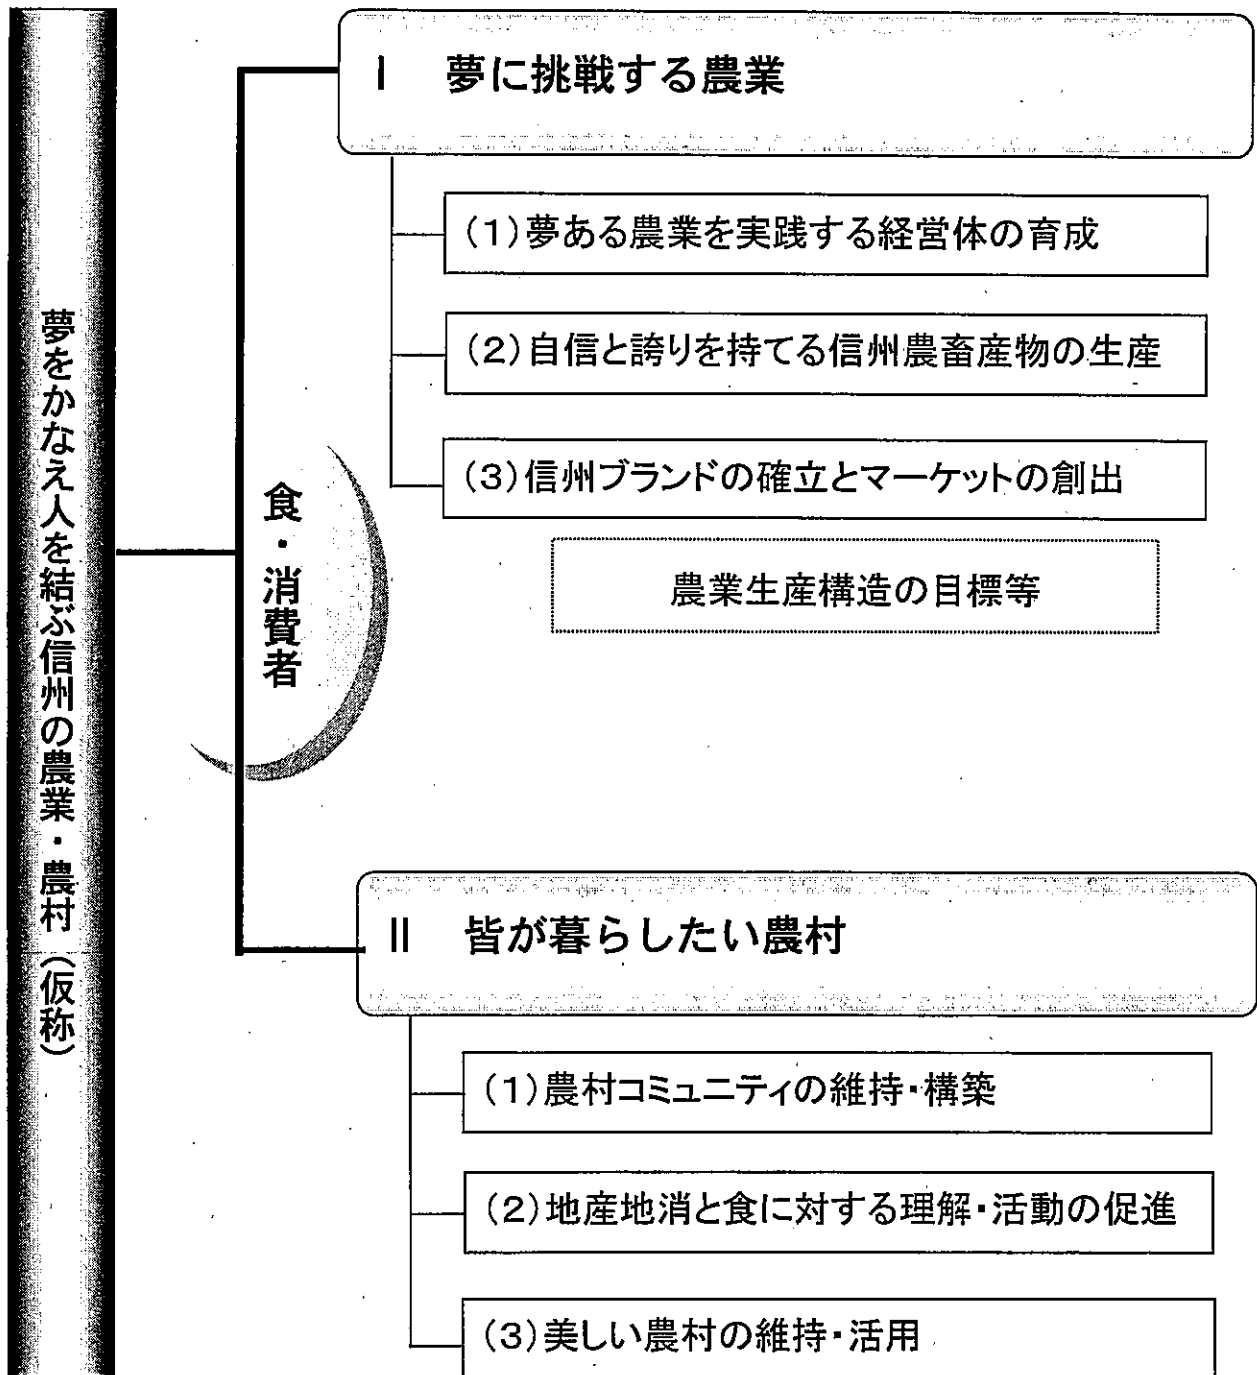 夢をかなえ人を結ぶ信州の農業・農村(仮称)
食・消費者
Ⅰ 夢に挑戦する農業
(1)夢ある農業を実践する経営体の育成
(2)自信と誇りを持てる信州農畜産物の生産
(3)信州ブランドの確立とマーケットの創出
農業生産構造の目標等
Ⅱ 皆が暮らしたい農村
(1)農村コミュニティの維持・構築
(2)地産地消と食に対する理解・活動の促進
(3)美しい農村の維持・活用